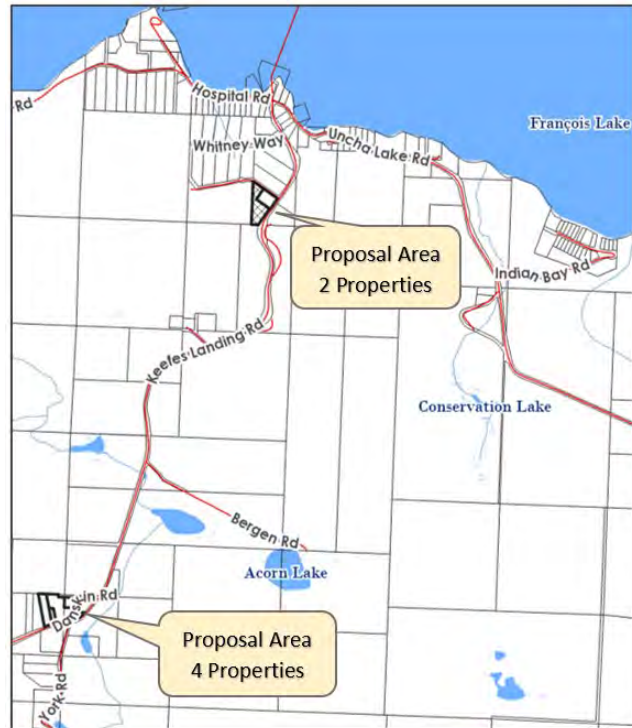 Rd
Hospital Rd
Whitney Way
Uncha Lake Rd
François Lake
Proposal Area
2 Properties
Indian Bay Rd
Keefes Landing Rd
Conservation Lake
Bergen Rd
Acorn Lake
Danskin Rd
Proposal Area
4 Properties
York Rd